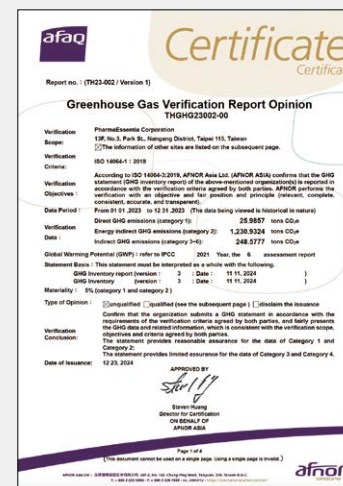 afaq
Certificate
Certifica
Report no. : (TH23-002 / Version 1)
Greenhouse Gas Verification Report Opinion
THGHG23002-00
Verification Scope: PharmaEssentia Corporation
13F, No.3, Park St., Nangang District, Taipei 115, Taiwan
☒The information of other sites are listed on the subsequent page.
Verification Criteria: ISO 14064-1 : 2018
Verification Objectives : According to ISO 14064-3:2019, AFNOR Asia Ltd. (AFNOR ASIA) confirms that the GHG
statement (GHG inventory report) of the above-mentioned organization(s) is reported in
accordance with the verification criteria agreed by both parties. AFNOR performs the
verification with an objective and fair position and principle (relevant, complete,
consistent, accurate, and transparent).
Data Period : From 01 01 ,2023 to 12 31 ,2023 (The data being viewed is historical in nature)
Verification Data : Direct GHG emissions (category 1): 25.9857 tons CO₂e
Energy indirect GHG emissions (category 2): 1,230.9324 tons CO₂e
Indirect GHG emissions (category 3~6): 248.5777 tons CO₂e
Global Warming Potential (GWP) : refer to IPCC 2021 Year, the 6 assessment report
Statement Basis : This statement must be interpreted as a whole with the following.
GHG Inventory report (version : 3 : Date : 11 11, 2024 )
GHG Inventory (version : 3 : Date : 11 11, 2024 )
Materiality : 5% (category 1 and category 2 )
Type of Opinion : ☒unqualified ☐qualified (see the subsequent page ) ☐disclaim the issuance
Verification Conclusion: Confirm that the organization submits a GHG statement in accordance with the
requirements of the verification criteria agreed by both parties, and fairly presents
the GHG data and related information, which is consistent with the verification scope,
objectives and criteria agreed by both parties.
The statement provides reasonable assurance for the data of Category 1 and
Category 2;
The statement provides limited assurance for the data of Category 3 and Category 4.
Date of Issuance: 12 23, 2024
APPROVED BY
Steven Huang
Director for Certification
ON BEHALF OF
AFNOR ASIA
Page 1 of 4
(This document cannot be used on a single page. Using a single page is invalid.)
afnor